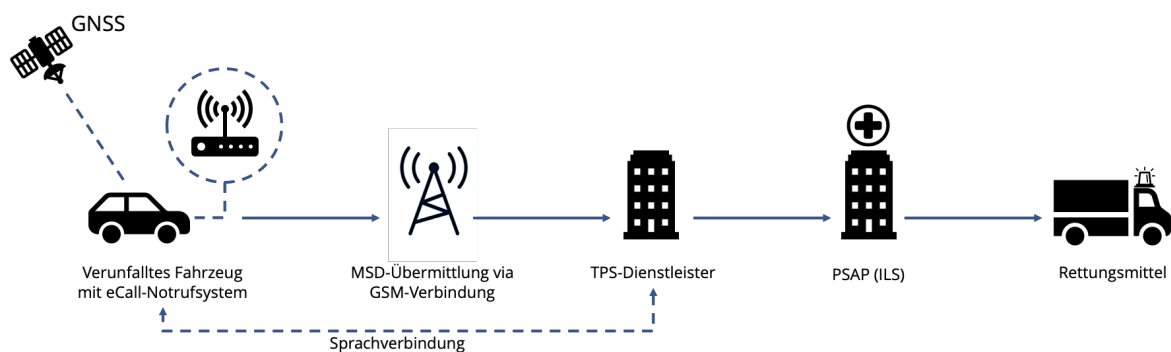 GNSS
Verunfalltes Fahrzeug
mit eCall-Notrufsystem
MSD-Übermittlung via
GSM-Verbindung
TPS-Dienstleister
PSAP (ILS)
Rettungsmittel
Sprachverbindung